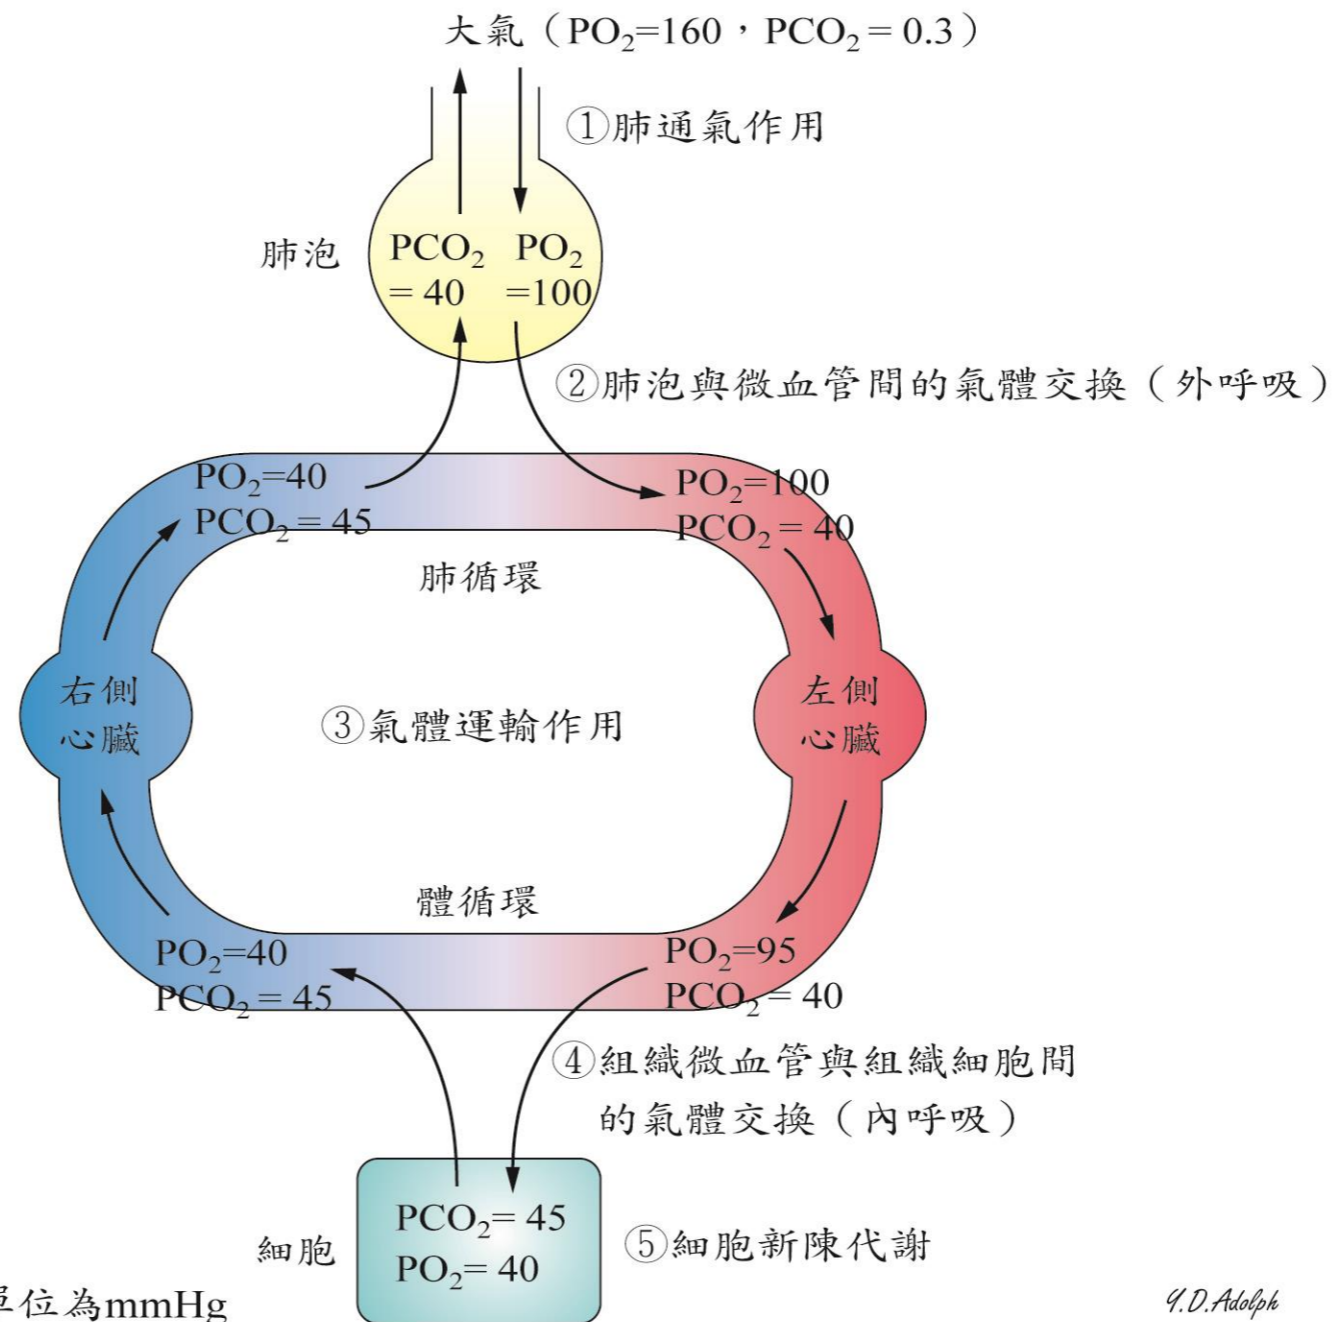 大氣（PO₂=160，PCO₂= 0.3）
①肺通氣作用
肺泡
PCO₂ PO₂
= 40 =100
②肺泡與微血管間的氣體交換（外呼吸）
PO₂=40
PCO₂= 45
PO₂=100
PCO₂= 40
肺循環
右側
心臟
③氣體運輸作用
左側
心臟
體循環
PO₂=40
PCO₂= 45
PO₂=95
PCO₂= 40
④組織微血管與組織細胞間
的氣體交換（內呼吸）
細胞
PCO₂= 45
PO₂= 40
⑤細胞新陳代謝
單位為mmHg
Y.D.Adolph